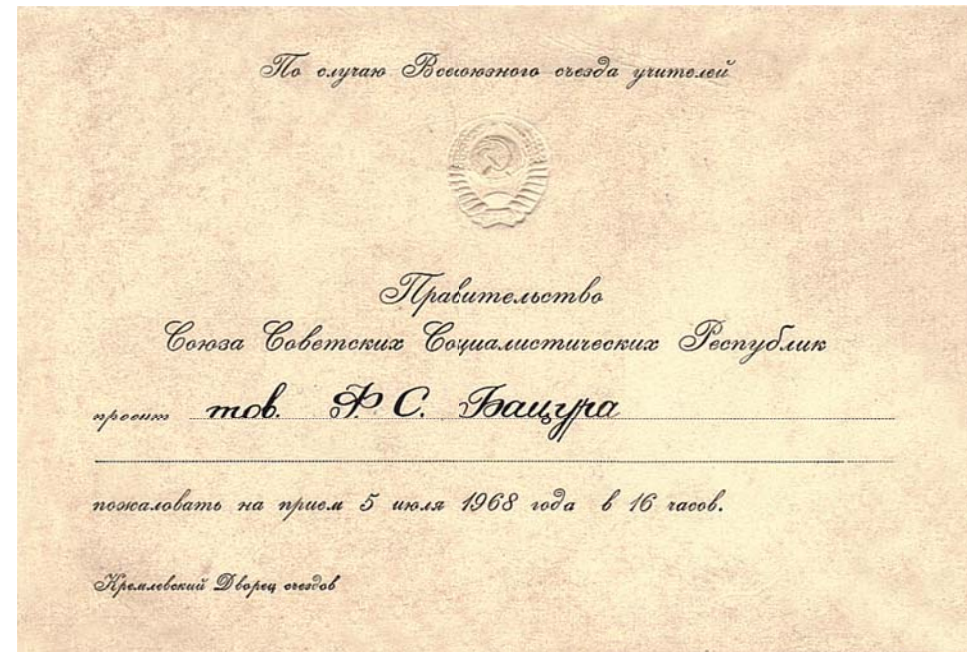 По случаю Всесоюзного съезда учителей
Правительство
Союза Советских Социалистических Республик
просит тов. Ф. С. Бацура
пожаловать на прием 5 июля 1968 года в 16 часов.
Кремлевский Дворец съездов